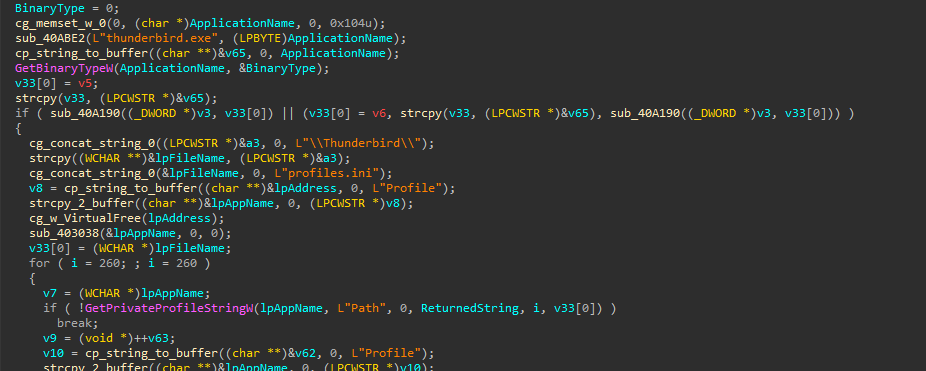 BinaryType = 0;
cg_memset_w_0(0, (char *)ApplicationName, 0, 0x104u);
sub_40ABE2(L"thunderbird.exe", (LPBYTE)ApplicationName);
cp_string_to_buffer((char **)&v65, 0, ApplicationName);
GetBinaryTypeW(ApplicationName, &BinaryType);
v33[0] = v5;
strcpy(v33, (LPCWSTR *)&v65);
if ( sub_40A190((_DWORD *)v3, v33[0]) || (v33[0] = v6, strcpy(v33, (LPCWSTR *)&v65), sub_40A190((_DWORD *)v3, v33[0])) )
{
cg_concat_string_0((LPCWSTR *)&a3, 0, L"\\Thunderbird\\");
strcpy((WCHAR **)&lpFileName, (LPCWSTR *)&a3);
cg_concat_string_0(&lpFileName, 0, L"profiles.ini");
v8 = cp_string_to_buffer((char **)&lpAddress, 0, L"Profile");
strcpy_2_buffer((char **)&lpAppName, 0, (LPCWSTR *)v8);
cg_w_VirtualFree(lpAddress);
sub_403038(&lpAppName, 0, 0);
v33[0] = (WCHAR *)lpFileName;
for ( i = 260; ; i = 260 )
{
v7 = (WCHAR *)lpAppName;
if ( !GetPrivateProfileStringW(lpAppName, L"Path", 0, ReturnedString, i, v33[0]) )
break;
v9 = (void *)++v63;
v10 = cp_string_to_buffer((char **)&v62, 0, L"Profile");
strcpy_2_buffer((char **)&lpAppName, 0, (LPCWSTR *)v10);